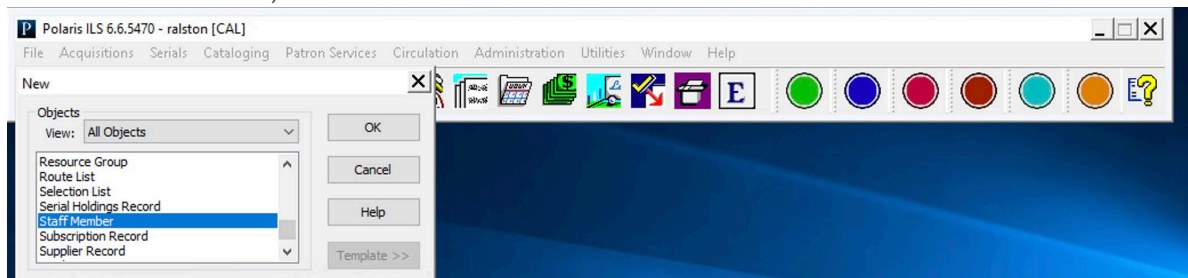 Polaris ILS 6.6.5470 - ralston [CAL]
File Acquisitions Serials Cataloging Patron Services Circulation Administration Utilities Window Help
New
Objects
View: All Objects
OK
Resource Group
Route List
Selection List
Serial Holdings Record
Staff Member
Subscription Record
Supplier Record
Cancel
Help
Template >>
E